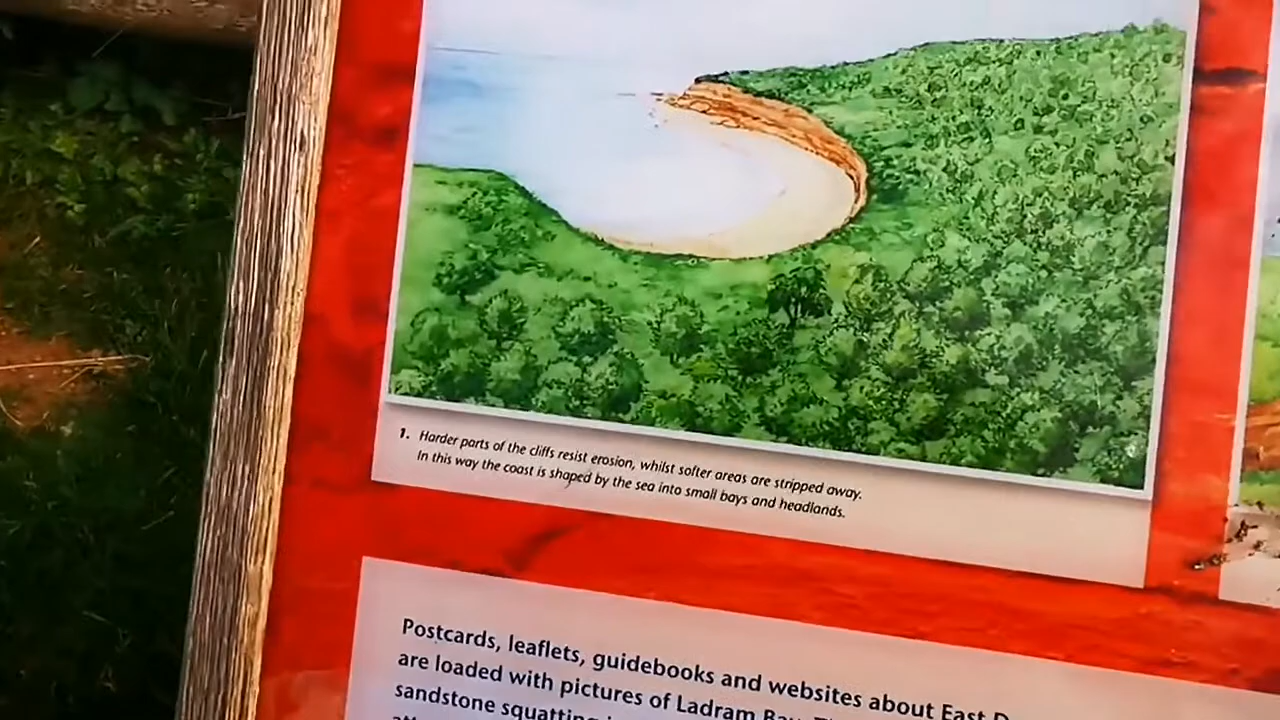 1. Harder parts of the cliffs resist erosion, whilst softer areas are stripped away.
In this way the coast is shaped by the sea into small bays and headlands.
Postcards, leaflets, guidebooks and websites about East
are loaded with pictures of Ladram Bay.
sandstone squatting